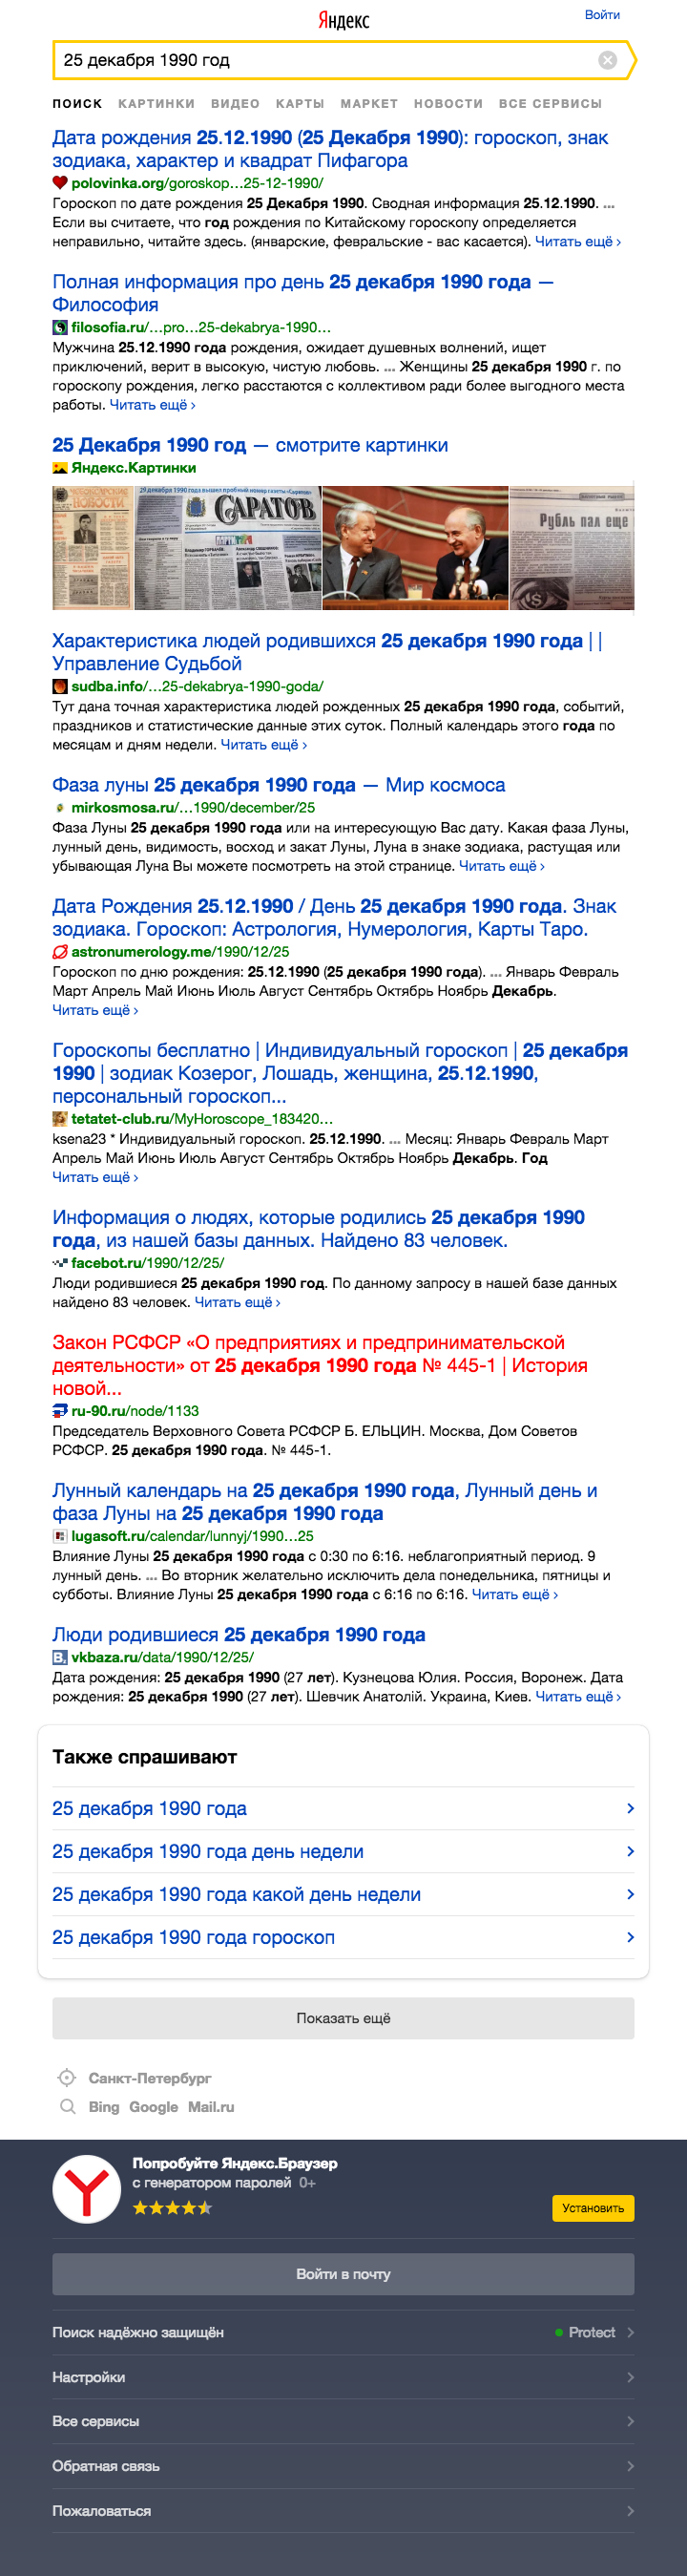 Яндекс
Войти
25 декабря 1990 год
ПОИСК КАРТИНКИ ВИДЕО КАРТЫ МАРКЕТ НОВОСТИ ВСЕ СЕРВИСЫ
Дата рождения 25.12.1990 (25 Декабря 1990): гороскоп, знак
зодиака, характер и квадрат Пифагора
polovinka.org/goroskop...25-12-1990/
Гороскоп по дате рождения 25 Декабря 1990. Сводная информация 25.12.1990. ...
Если вы считаете, что год рождения по Китайскому гороскопу определяется
неправильно, читайте здесь. (январские, февральские - вас касается). Читать ещё ›
Полная информация про день 25 декабря 1990 года —
Философия
filosofia.ru/...pro...25-dekabrya-1990...
Мужчина 25.12.1990 года рождения, ожидает душевных волнений, ищет
приключений, верит в высокую, чистую любовь. ... Женщины 25 декабря 1990 г. по
гороскопу рождения, легко расстаются с коллективом ради более выгодного места
работы. Читать ещё ›
25 Декабря 1990 год — смотрите картинки
Яндекс.Картинки
29 декабря 1990 года вышел пробный номер газеты «Саратов»
САРАТОВ
Рубль пал еще
Характеристика людей родившихся 25 декабря 1990 года | |
Управление Судьбой
sudba.info/...25-dekabrya-1990-goda/
Тут дана точная характеристика людей рожденных 25 декабря 1990 года, событий,
праздников и статистические данные этих суток. Полный календарь этого года по
месяцам и дням недели. Читать ещё ›
Фаза луны 25 декабря 1990 года — Мир космоса
mirkosmosa.ru/...1990/december/25
Фаза Луны 25 декабря 1990 года или на интересующую Вас дату. Какая фаза Луны,
лунный день, видимость, восход и закат Луны, Луна в знаке зодиака, растущая или
убывающая Луна Вы можете посмотреть на этой странице. Читать ещё ›
Дата Рождения 25.12.1990 / День 25 декабря 1990 года. Знак
зодиака. Гороскоп: Астрология, Нумерология, Карты Таро.
astronumerology.me/1990/12/25
Гороскоп по дню рождения: 25.12.1990 (25 декабря 1990 года). ... Январь Февраль
Март Апрель Май Июнь Июль Август Сентябрь Октябрь Ноябрь Декабрь.
Читать ещё ›
Гороскопы бесплатно | Индивидуальный гороскоп | 25 декабря
1990 | зодиак Козерог, Лошадь, женщина, 25.12.1990,
персональный гороскоп...
tetatet-club.ru/MyHoroscope_183420...
ksena23 * Индивидуальный гороскоп. 25.12.1990. ... Месяц: Январь Февраль Март
Апрель Май Июнь Июль Август Сентябрь Октябрь Ноябрь Декабрь. Год
Читать ещё ›
Информация о людях, которые родились 25 декабря 1990
года, из нашей базы данных. Найдено 83 человек.
facebot.ru/1990/12/25/
Люди родившиеся 25 декабря 1990 год. По данному запросу в нашей базе данных
найдено 83 человек. Читать ещё ›
Закон РСФСР «О предприятиях и предпринимательской
деятельности» от 25 декабря 1990 года № 445-1 | История
новой...
ru-90.ru/node/1133
Председатель Верховного Совета РСФСР Б. ЕЛЬЦИН. Москва, Дом Советов
РСФСР. 25 декабря 1990 года. № 445-1.
Лунный календарь на 25 декабря 1990 года, Лунный день и
фаза Луны на 25 декабря 1990 года
lugasoft.ru/calendar/lunnyj/1990...25
Влияние Луны 25 декабря 1990 года с 0:30 по 6:16. неблагоприятный период. 9
лунный день. ... Во вторник желательно исключить дела понедельника, пятницы и
субботы. Влияние Луны 25 декабря 1990 года с 6:16 по 6:16. Читать ещё ›
Люди родившиеся 25 декабря 1990 года
vkbaza.ru/data/1990/12/25/
Дата рождения: 25 декабря 1990 (27 лет). Кузнецова Юлия. Россия, Воронеж. Дата
рождения: 25 декабря 1990 (27 лет). Шевчик Анатолій. Украина, Киев. Читать ещё ›
Также спрашивают
25 декабря 1990 года
25 декабря 1990 года день недели
25 декабря 1990 года какой день недели
25 декабря 1990 года гороскоп
Показать ещё
Санкт-Петербург
Bing Google Mail.ru
Попробуйте Яндекс.Браузер
с генератором паролей 0+
Установить
Войти в почту
Поиск надёжно защищён
Protect
Настройки
Все сервисы
Обратная связь
Пожаловаться